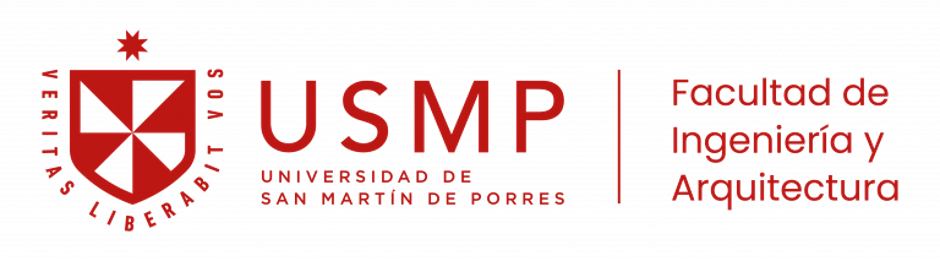 VERITAS LIBERABIT VOS
USMP
UNIVERSIDAD DE
SAN MARTÍN DE PORRES
Facultad de
Ingeniería y
Arquitectura